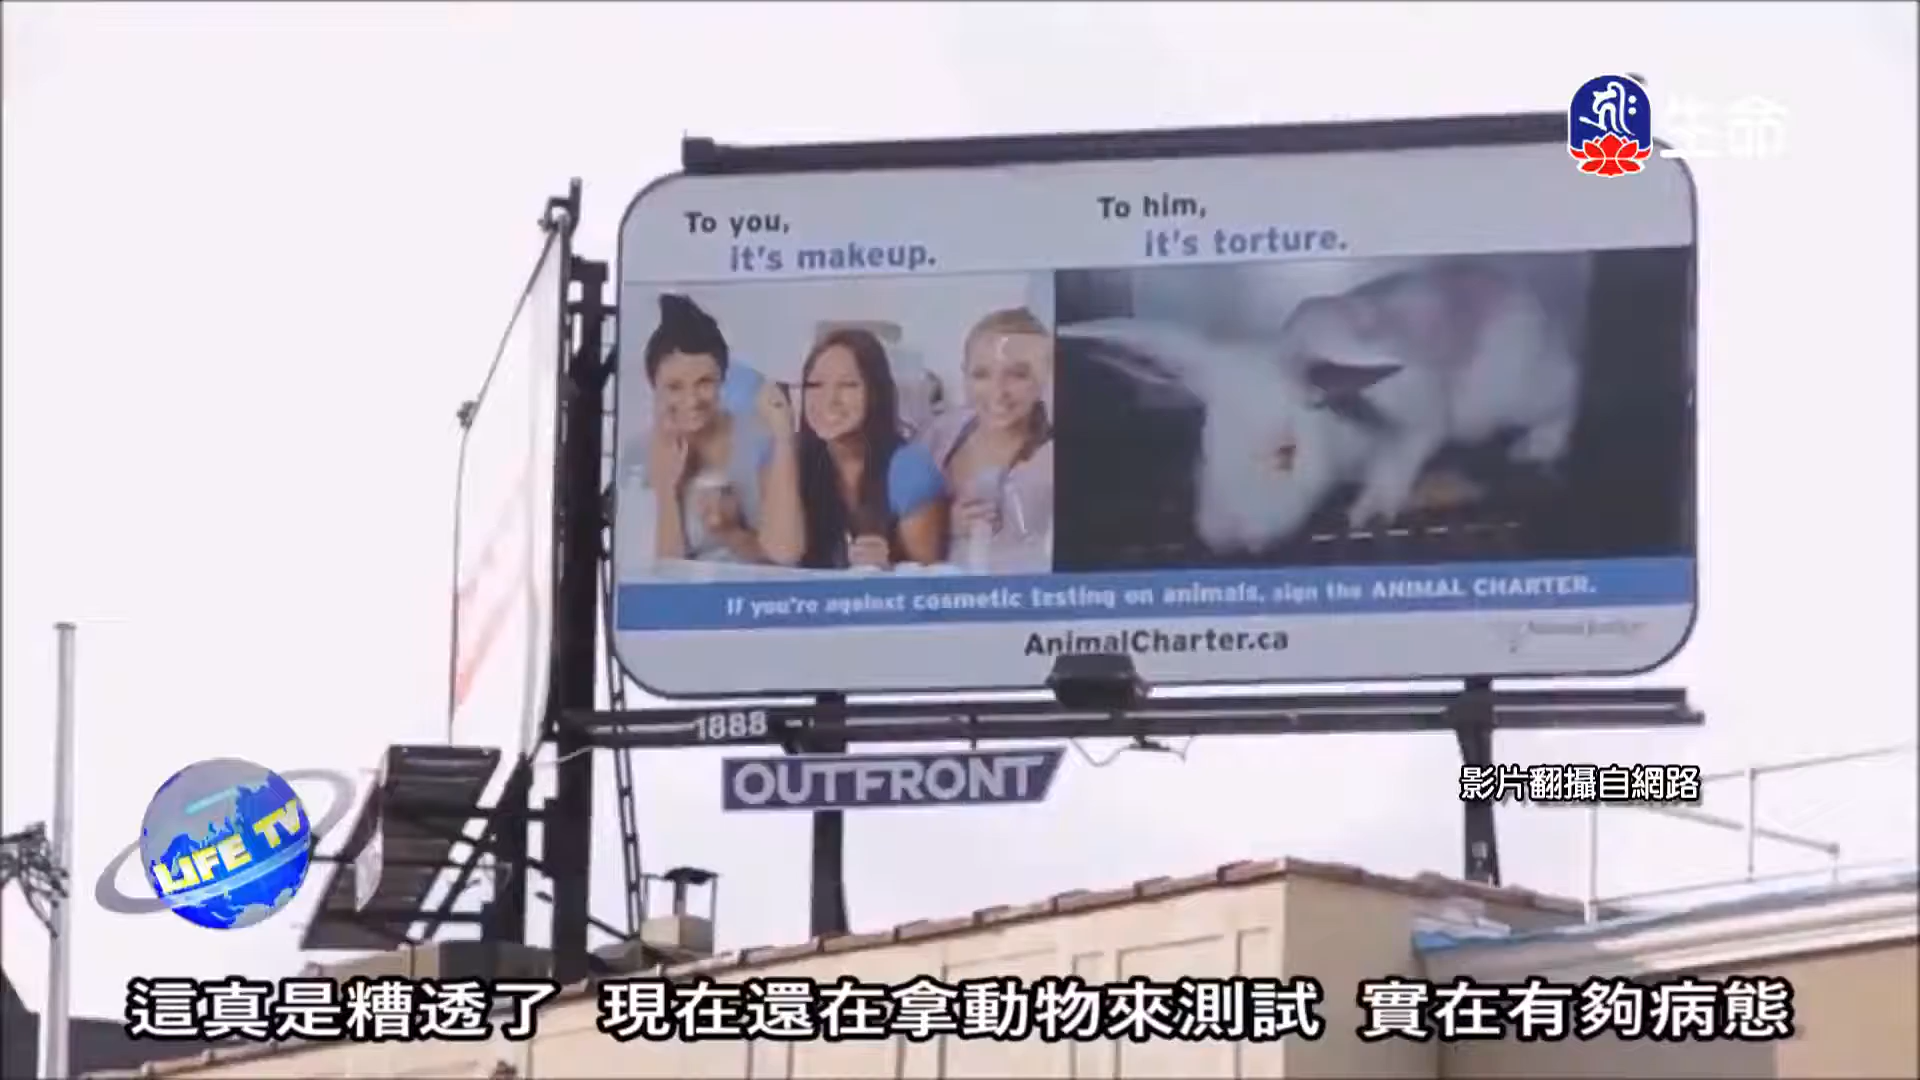 生命
To you,
it's makeup.
To him,
it's torture.
If you're against cosmetic testing on animals, sign the ANIMAL CHARTER.
AnimalCharter.ca
Animal Justice
1888
OUTFRONT
影片翻攝自網路
LIFE TV
這真是糟透了 現在還在拿動物來測試 實在有夠病態